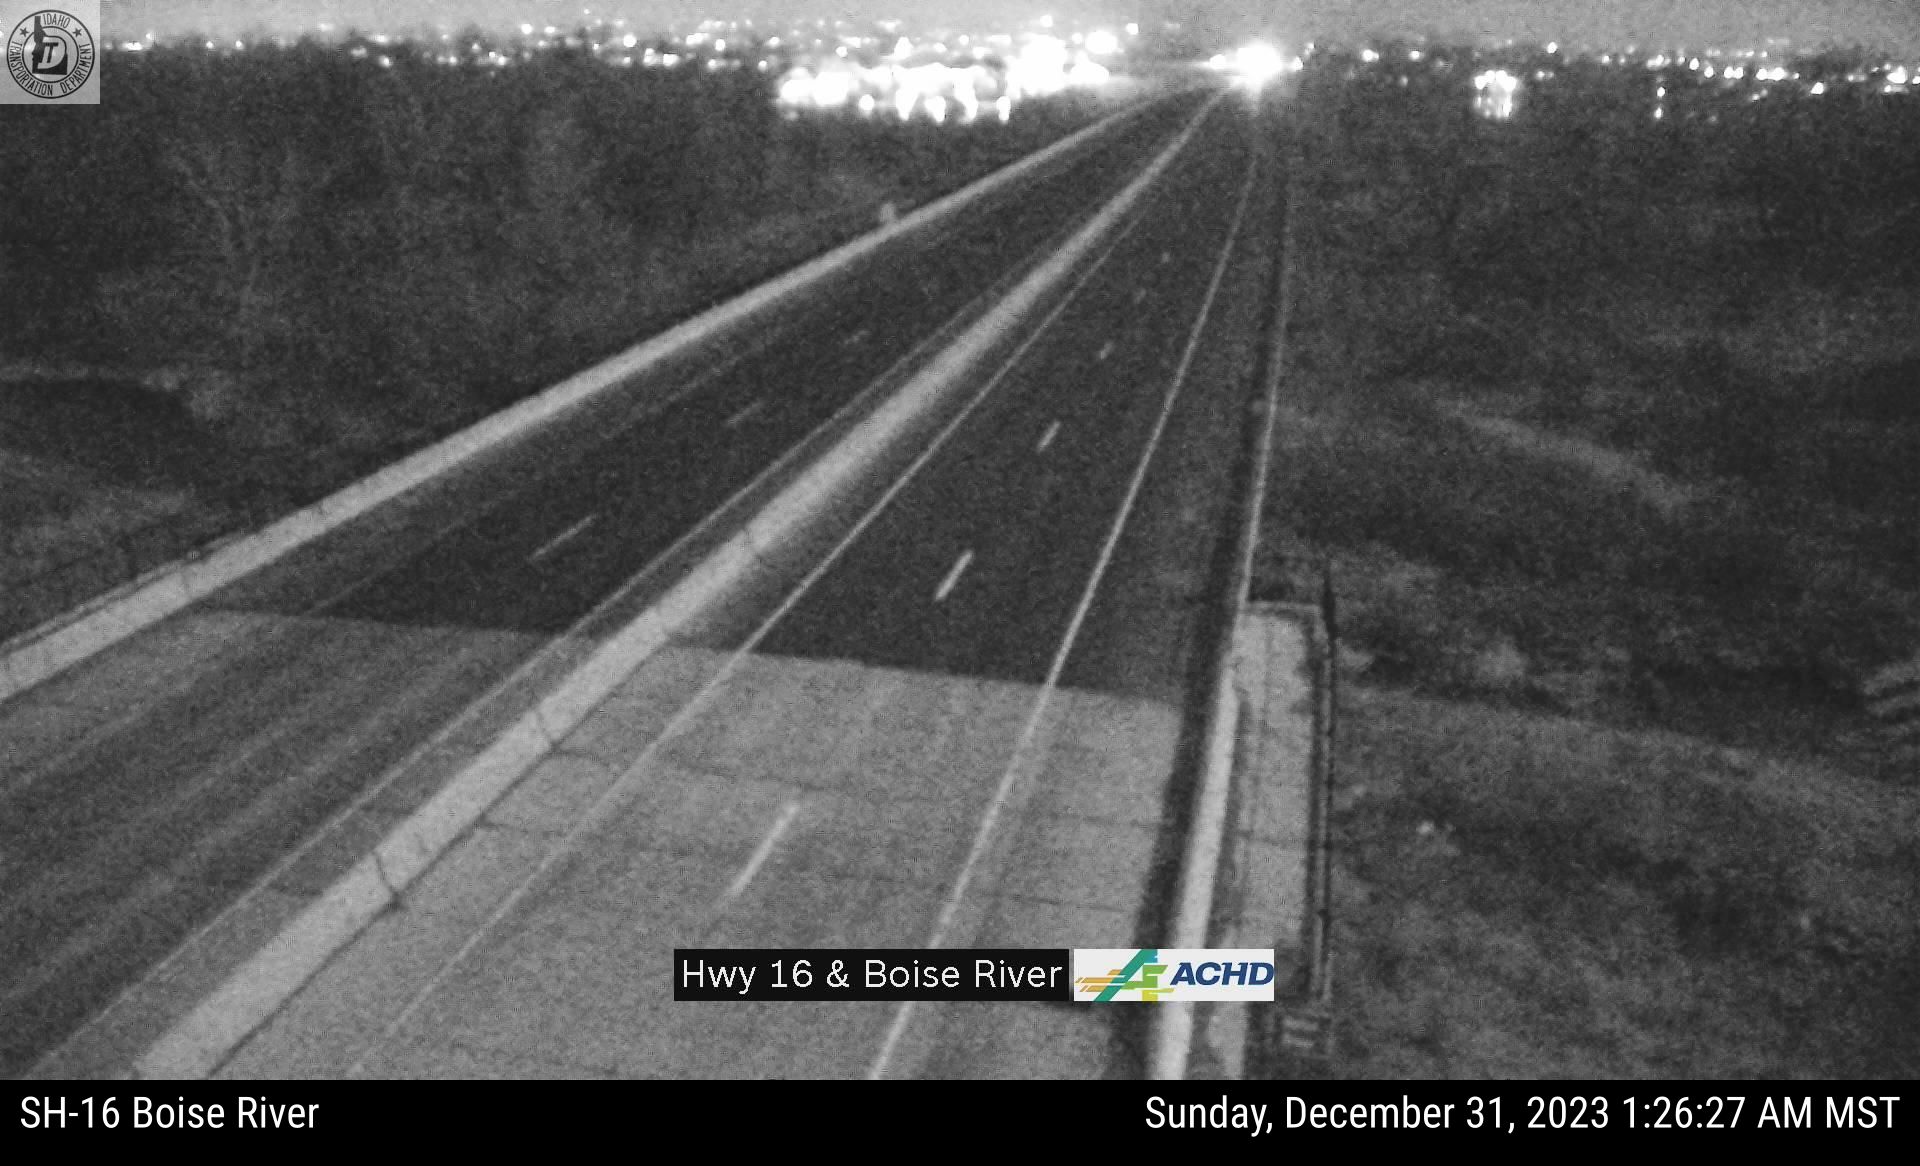 IDAHO
TRANSPORTATION DEPARTMENT
Hwy 16 & Boise River
ACHD
SH-16 Boise River
Sunday, December 31, 2023 1:26:27 AM MST